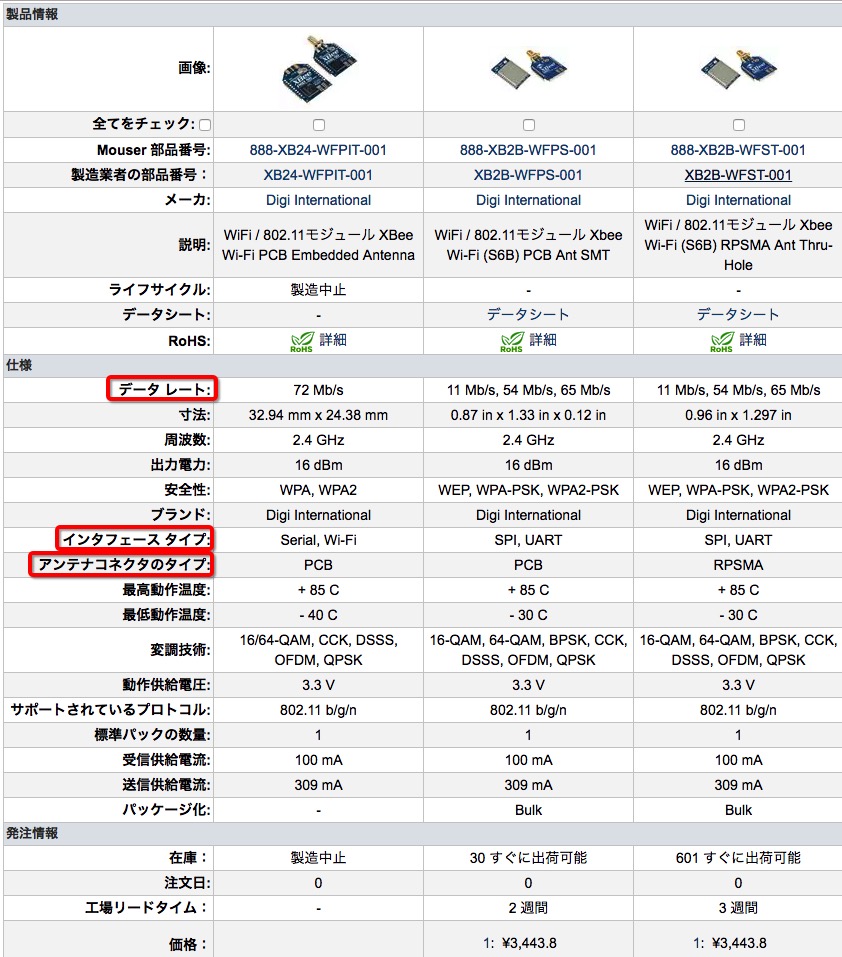 製品情報
画像:
全てをチェック:
Mouser 部品番号: 888-XB24-WFPIT-001 888-XB2B-WFPS-001 888-XB2B-WFST-001
製造業者の部品番号： XB24-WFPIT-001 XB2B-WFPS-001 XB2B-WFST-001
メーカ: Digi International Digi International Digi International
説明: WiFi / 802.11モジュール XBee Wi-Fi PCB Embedded Antenna WiFi / 802.11モジュール Xbee Wi-Fi (S6B) PCB Ant SMT WiFi / 802.11モジュール Xbee Wi-Fi (S6B) RPSMA Ant Thru-Hole
ライフサイクル: 製造中止 - -
データシート: - データシート データシート
RoHS: RoHS 詳細 RoHS 詳細 RoHS 詳細
仕様
データ レート: 72 Mb/s 11 Mb/s, 54 Mb/s, 65 Mb/s 11 Mb/s, 54 Mb/s, 65 Mb/s
寸法: 32.94 mm x 24.38 mm 0.87 in x 1.33 in x 0.12 in 0.96 in x 1.297 in
周波数: 2.4 GHz 2.4 GHz 2.4 GHz
出力電力: 16 dBm 16 dBm 16 dBm
安全性: WPA, WPA2 WEP, WPA-PSK, WPA2-PSK WEP, WPA-PSK, WPA2-PSK
ブランド: Digi International Digi International Digi International
インタフェース タイプ: Serial, Wi-Fi SPI, UART SPI, UART
アンテナコネクタのタイプ: PCB PCB RPSMA
最高動作温度: + 85 C + 85 C + 85 C
最低動作温度: - 40 C - 30 C - 30 C
変調技術: 16/64-QAM, CCK, DSSS, OFDM, QPSK 16-QAM, 64-QAM, BPSK, CCK, DSSS, OFDM, QPSK 16-QAM, 64-QAM, BPSK, CCK, DSSS, OFDM, QPSK
動作供給電圧: 3.3 V 3.3 V 3.3 V
サポートされているプロトコル: 802.11 b/g/n 802.11 b/g/n 802.11 b/g/n
標準パックの数量: 1 1 1
受信供給電流: 100 mA 100 mA 100 mA
送信供給電流: 309 mA 309 mA 309 mA
パッケージ化: - Bulk Bulk
発注情報
在庫： 製造中止 30 すぐに出荷可能 601 すぐに出荷可能
注文日: 0 0 0
工場リードタイム： - 2 週間 3 週間
価格： 1: ¥3,443.8 1: ¥3,443.8